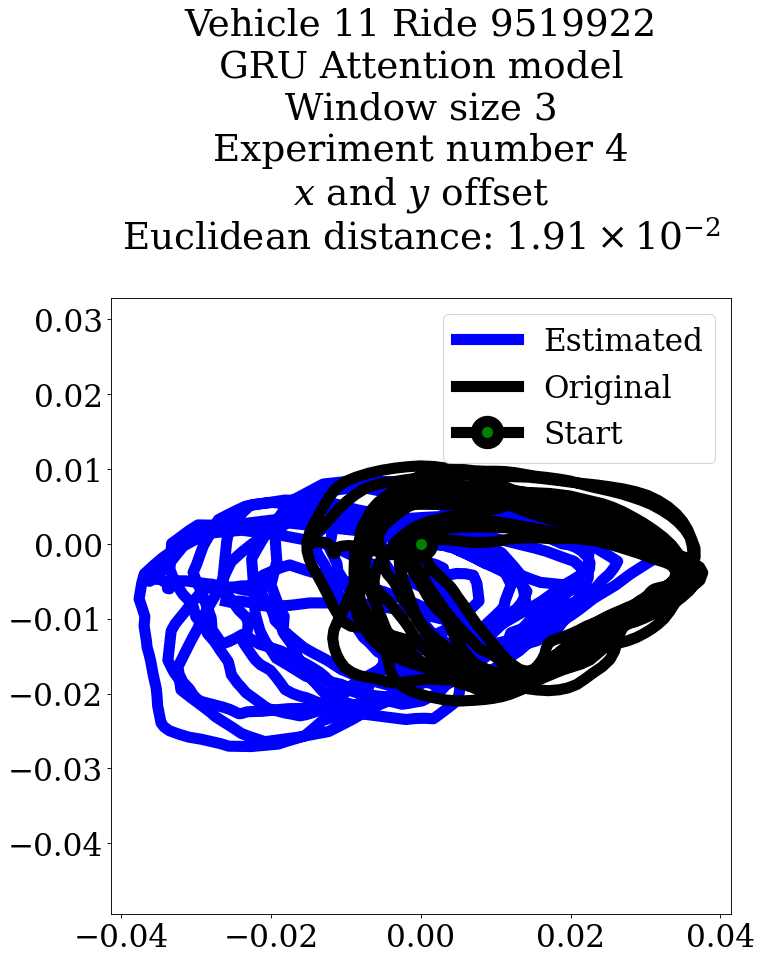 Vehicle 11 Ride 9519922
GRU Attention model
Window size 3
Experiment number 4
x and y offset
Euclidean distance: 1.91 × 10⁻²
Estimated
Original
Start
0.03
0.02
0.01
0.00
−0.01
−0.02
−0.03
−0.04
−0.04 −0.02 0.00 0.02 0.04